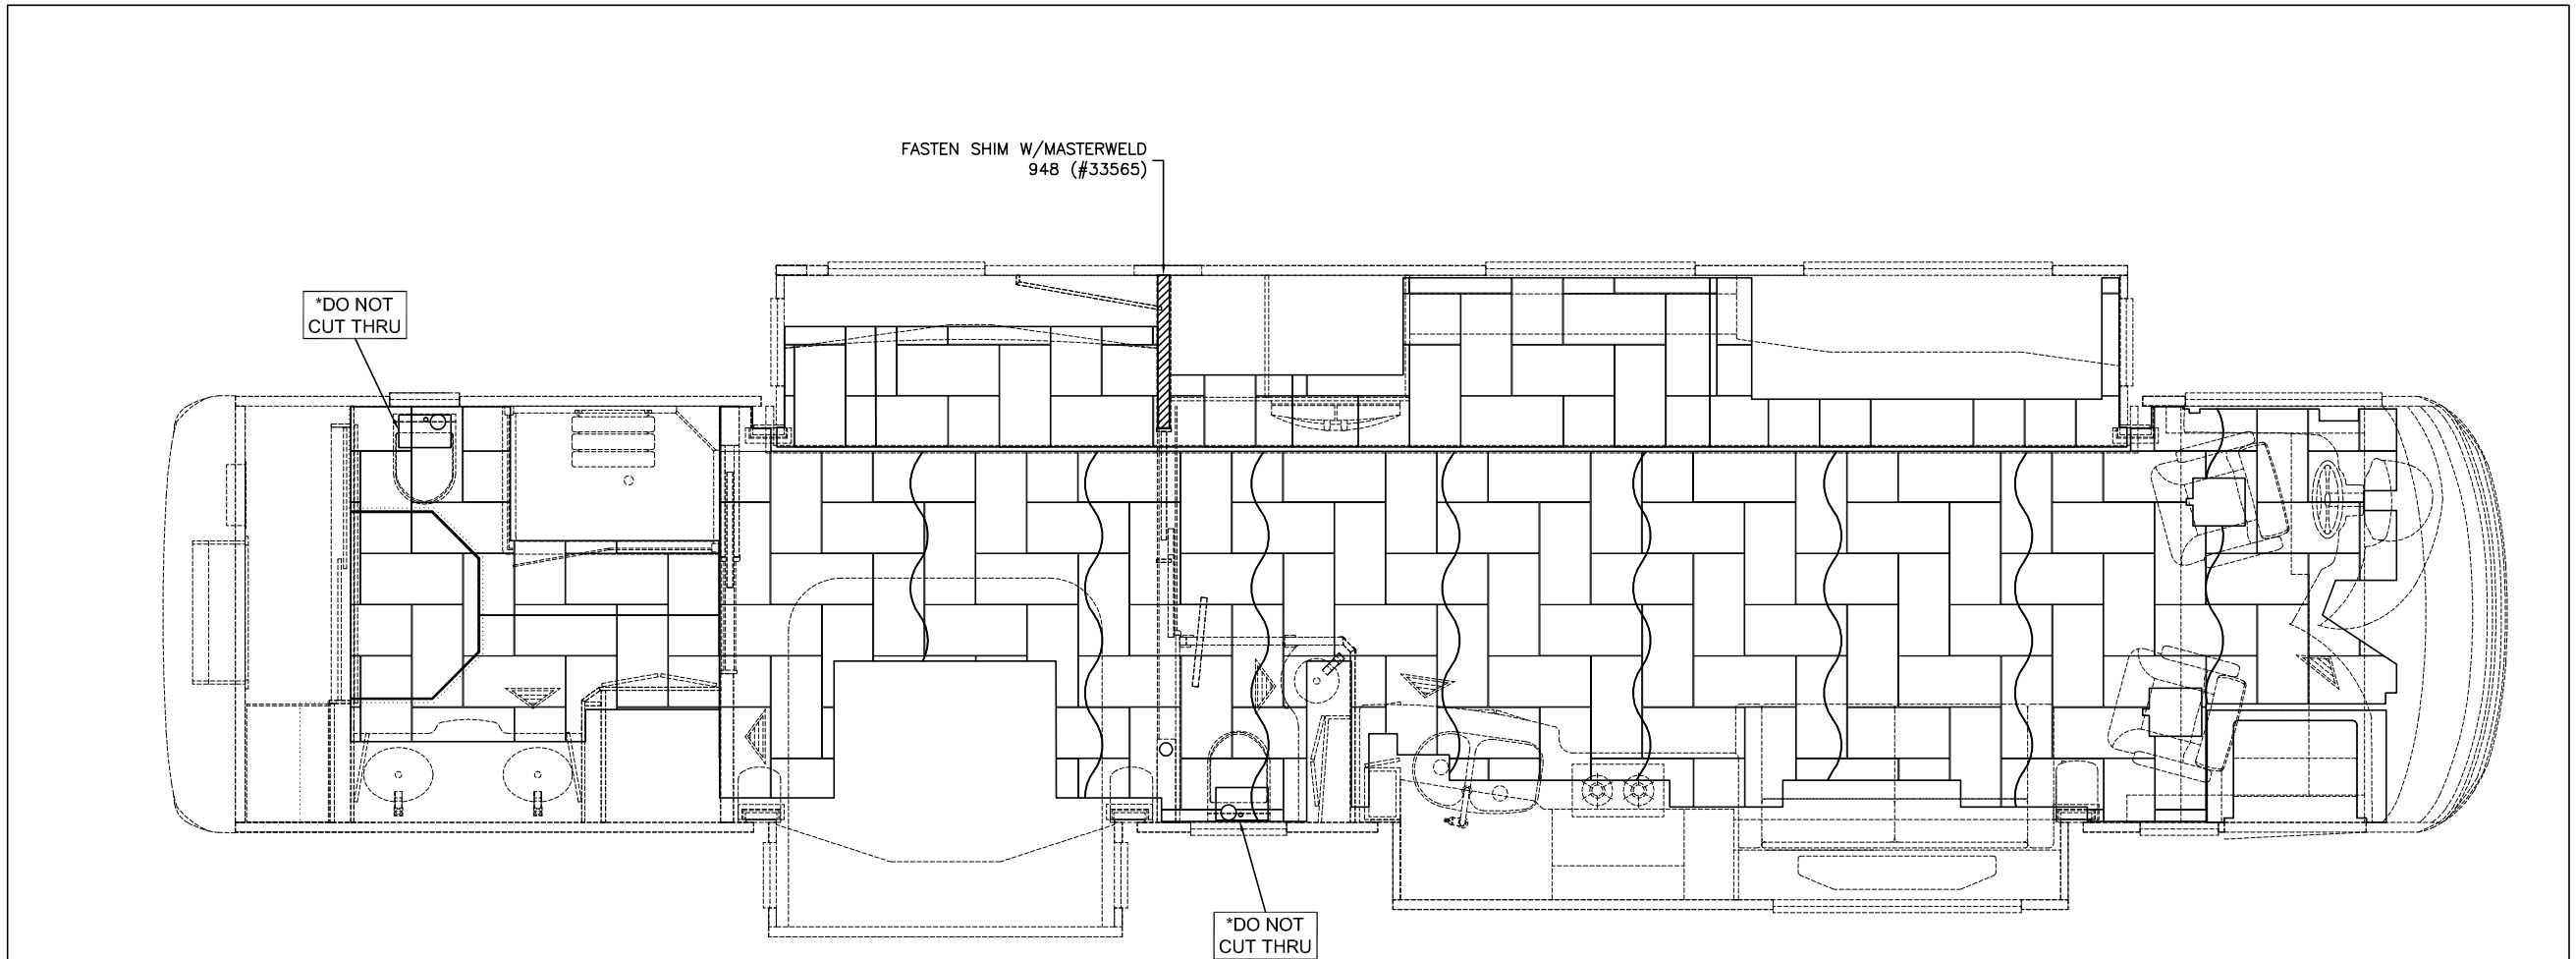 FASTEN SHIM W/MASTERWELD
948 (#33565)
*DO NOT
CUT THRU
*DO NOT
CUT THRU